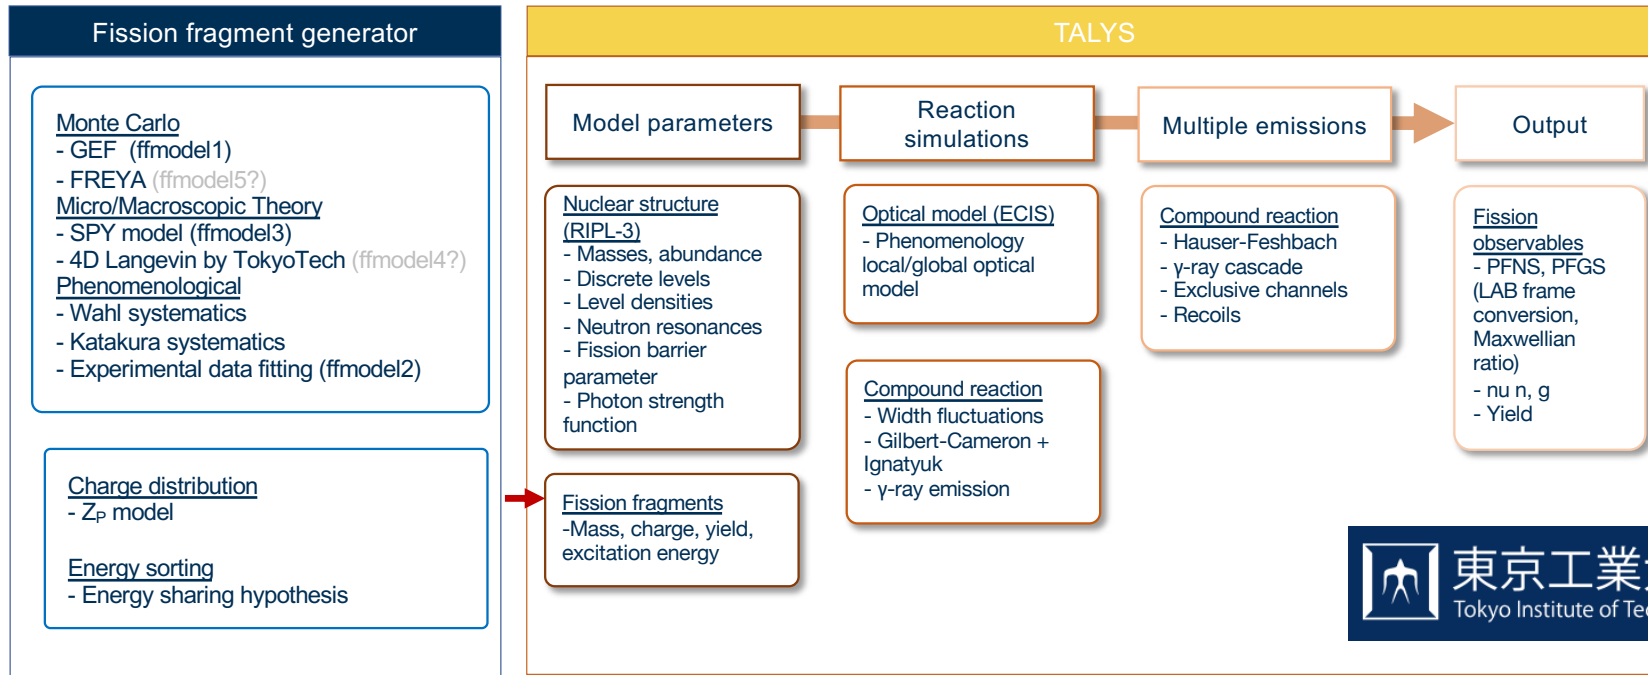 Fission fragment generator
Monte Carlo
- GEF (ffmodel1)
- FREYA (ffmodel5?)
Micro/Macroscopic Theory
- SPY model (ffmodel3)
- 4D Langevin by TokyoTech (ffmodel4?)
Phenomenological
- Wahl systematics
- Katakura systematics
- Experimental data fitting (ffmodel2)
Charge distribution
- ZP model
Energy sorting
- Energy sharing hypothesis
TALYS
Model parameters
Reaction
simulations
Multiple emissions
Output
Nuclear structure
(RIPL-3)
- Masses, abundance
- Discrete levels
- Level densities
- Neutron resonances
- Fission barrier
parameter
- Photon strength
function
Fission fragments
-Mass, charge, yield,
excitation energy
Optical model (ECIS)
- Phenomenology
local/global optical
model
Compound reaction
- Width fluctuations
- Gilbert-Cameron +
Ignatyuk
- γ-ray emission
Compound reaction
- Hauser-Feshbach
- γ-ray cascade
- Exclusive channels
- Recoils
Fission
observables
- PFNS, PFGS
(LAB frame
conversion,
Maxwellian
ratio)
- nu n, g
- Yield
東京工業
Tokyo Institute of Tec